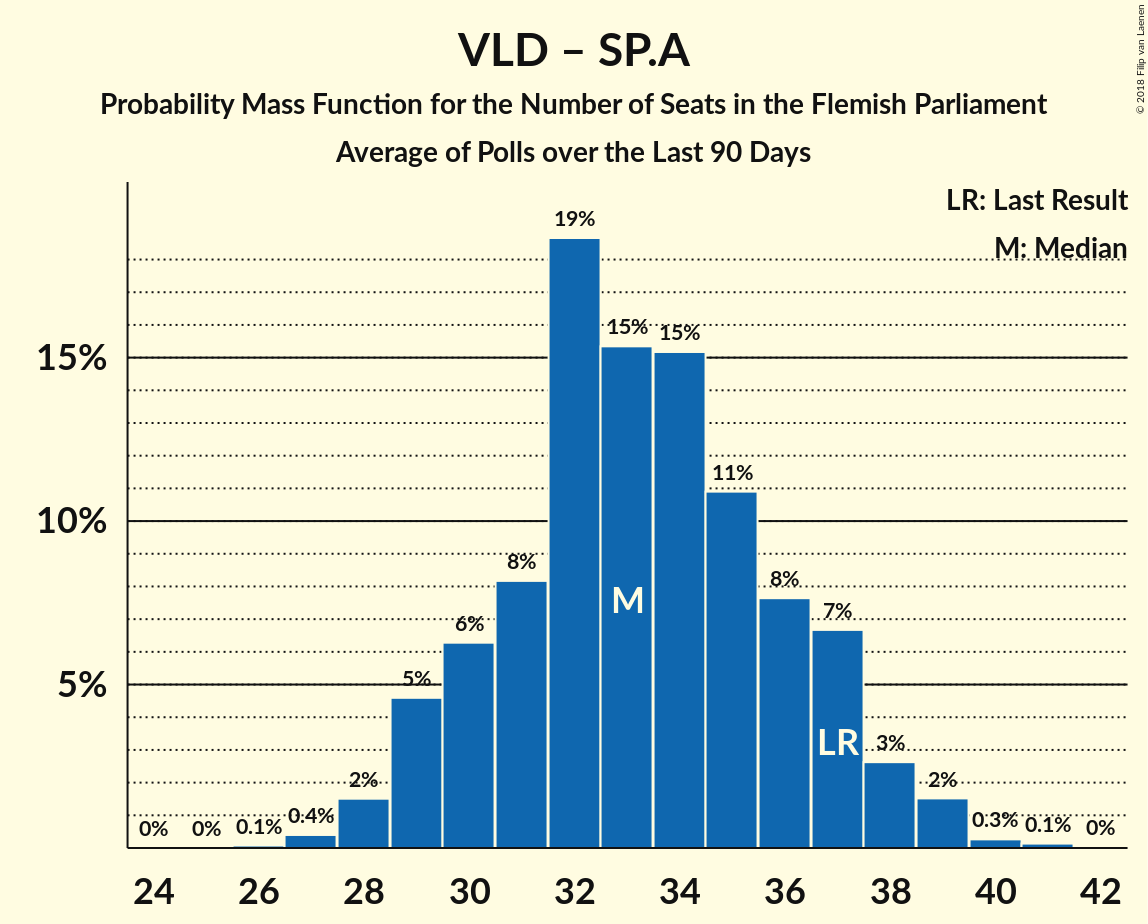 VLD – SP.A
Probability Mass Function for the Number of Seats in the Flemish Parliament
Average of Polls over the Last 90 Days
© 2018 Filip van Laenen
LR: Last Result
M: Median
15%
10%
5%
0%
0%
0.1%
0.4%
2%
5%
6%
8%
19%
15%
15%
11%
8%
7%
3%
2%
0.3%
0.1%
0%
M
LR
24 26 28 30 32 34 36 38 40 42